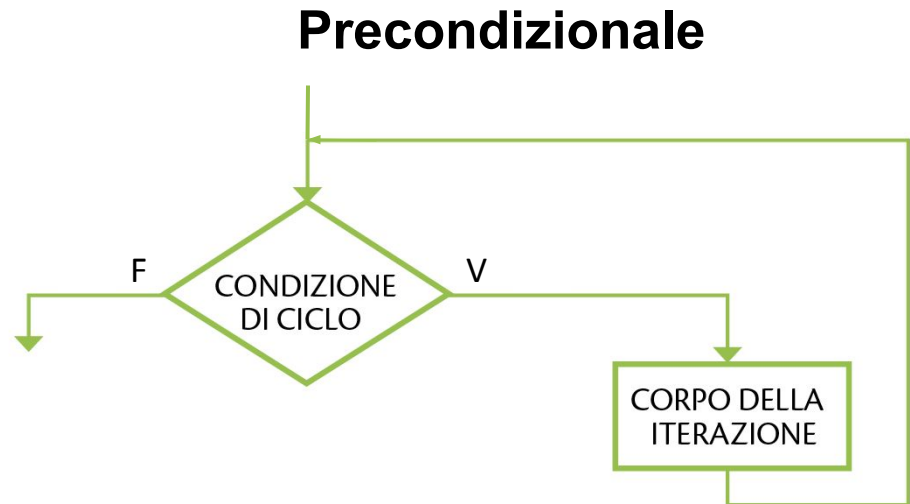 Precondizionale
F
V
CONDIZIONE
DI CICLO
CORPO DELLA
ITERAZIONE